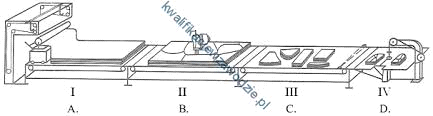 kwalifikacjewzawodzie.pl
I II III IV
A. B. C. D.